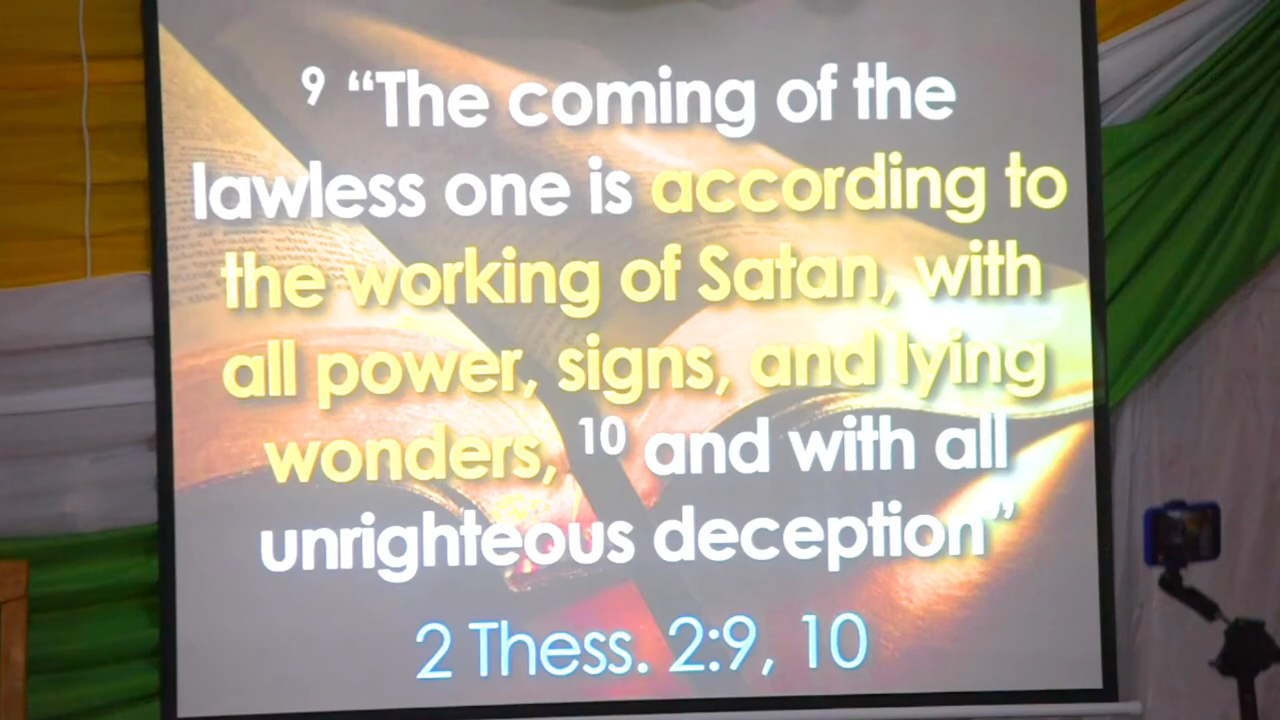 9 “The coming of the
lawless one is according to
the working of Satan, with
all power, signs, and lying
wonders, 10 and with all
unrighteous deception”
2 Thess. 2:9, 10